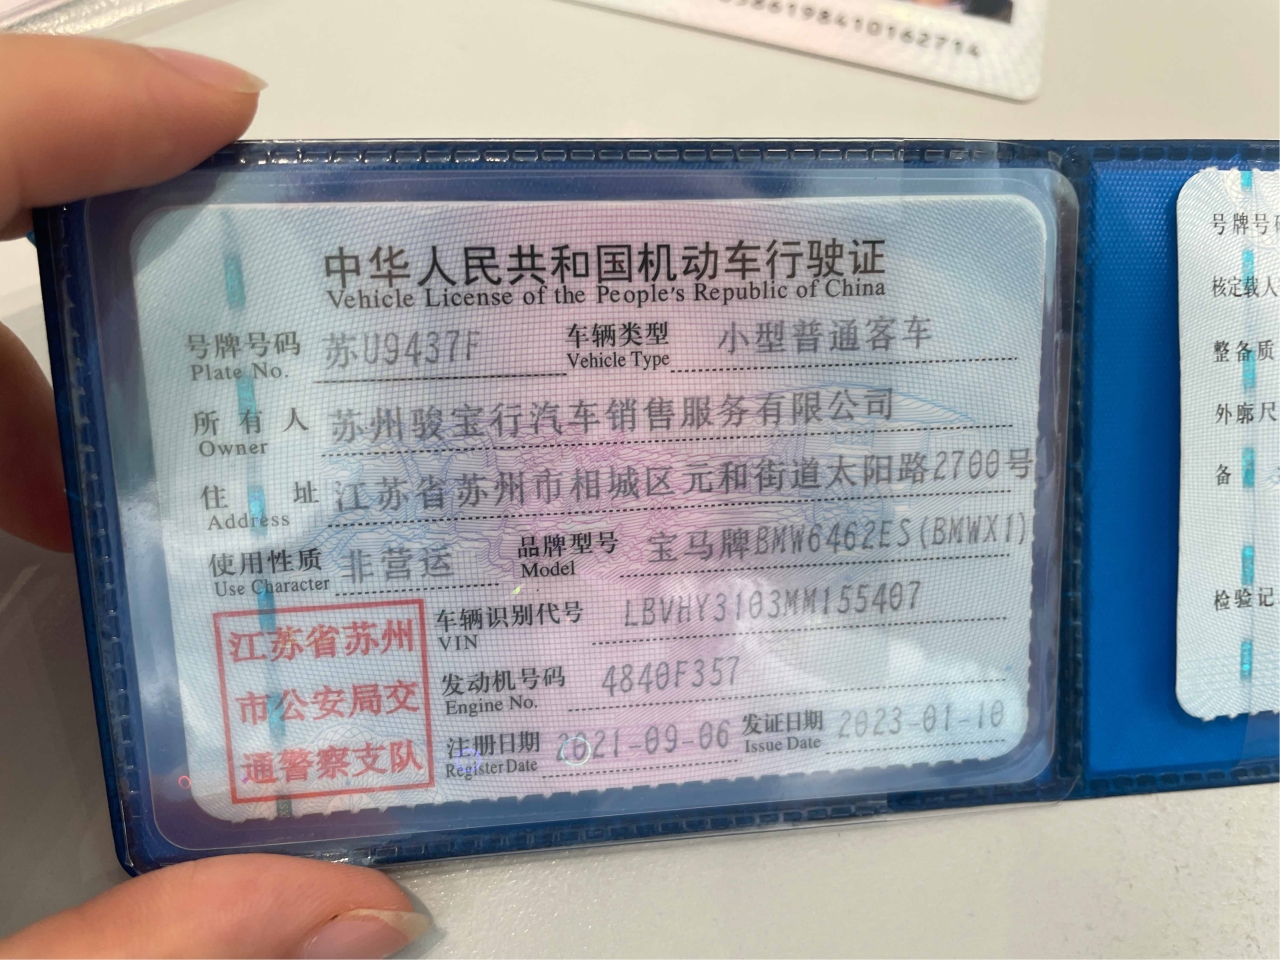 198410162714
中华人民共和国机动车行驶证
Vehicle License of the People's Republic of China
号牌号码 苏U9437F 车辆类型 小型普通客车
Plate No. Vehicle Type
所有人 苏州骏宝行汽车销售服务有限公司
Owner
住址 江苏省苏州市相城区元和街道太阳路2700号
Address
使用性质 非营运 品牌型号 宝马牌BMW6462ES(BMWX1)
Use Character Model
江苏省苏州
市公安局交
通警察支队
车辆识别代号 LBVHY3103MM155407
VIN
发动机号码 4840F357
Engine No.
注册日期 2021-09-06 发证日期 2023-01-10
Register Date Issue Date
号牌号
核定载人
整备质
外廓尺
备
检验记